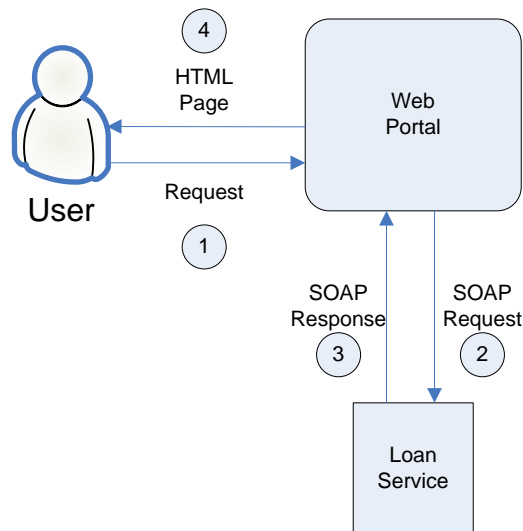 4
HTML
Page
Web
Portal
User
Request
1
SOAP
Response
3
SOAP
Request
2
Loan
Service